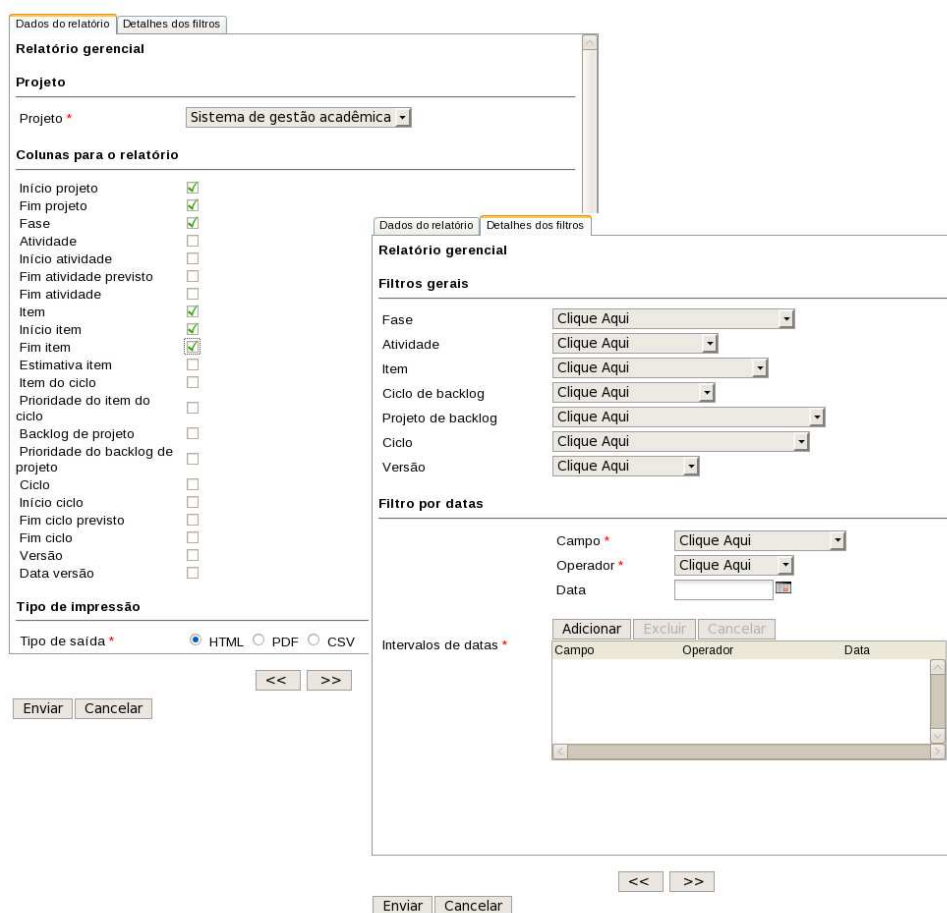 Dados do relatório Detalhes dos filtros
Relatório gerencial
Projeto
Projeto * Sistema de gestão acadêmica
Colunas para o relatório
Início projeto
Fim projeto
Fase
Atividade
Início atividade
Fim atividade previsto
Fim atividade
Item
Início item
Fim item
Estimativa item
Item do ciclo
Prioridade do item do
ciclo
Backlog de projeto
Prioridade do backlog de
projeto
Ciclo
Início ciclo
Fim ciclo previsto
Fim ciclo
Versão
Data versão
Tipo de impressão
Tipo de saída * HTML PDF CSV
<< >>
Enviar Cancelar
Dados do relatório Detalhes dos filtros
Relatório gerencial
Filtros gerais
Fase Clique Aqui
Atividade Clique Aqui
Item Clique Aqui
Ciclo de backlog Clique Aqui
Projeto de backlog Clique Aqui
Ciclo Clique Aqui
Versão Clique Aqui
Filtro por datas
Campo * Clique Aqui
Operador * Clique Aqui
Data
Adicionar Excluir Cancelar
Intervalos de datas *
Campo Operador Data
<< >>
Enviar Cancelar